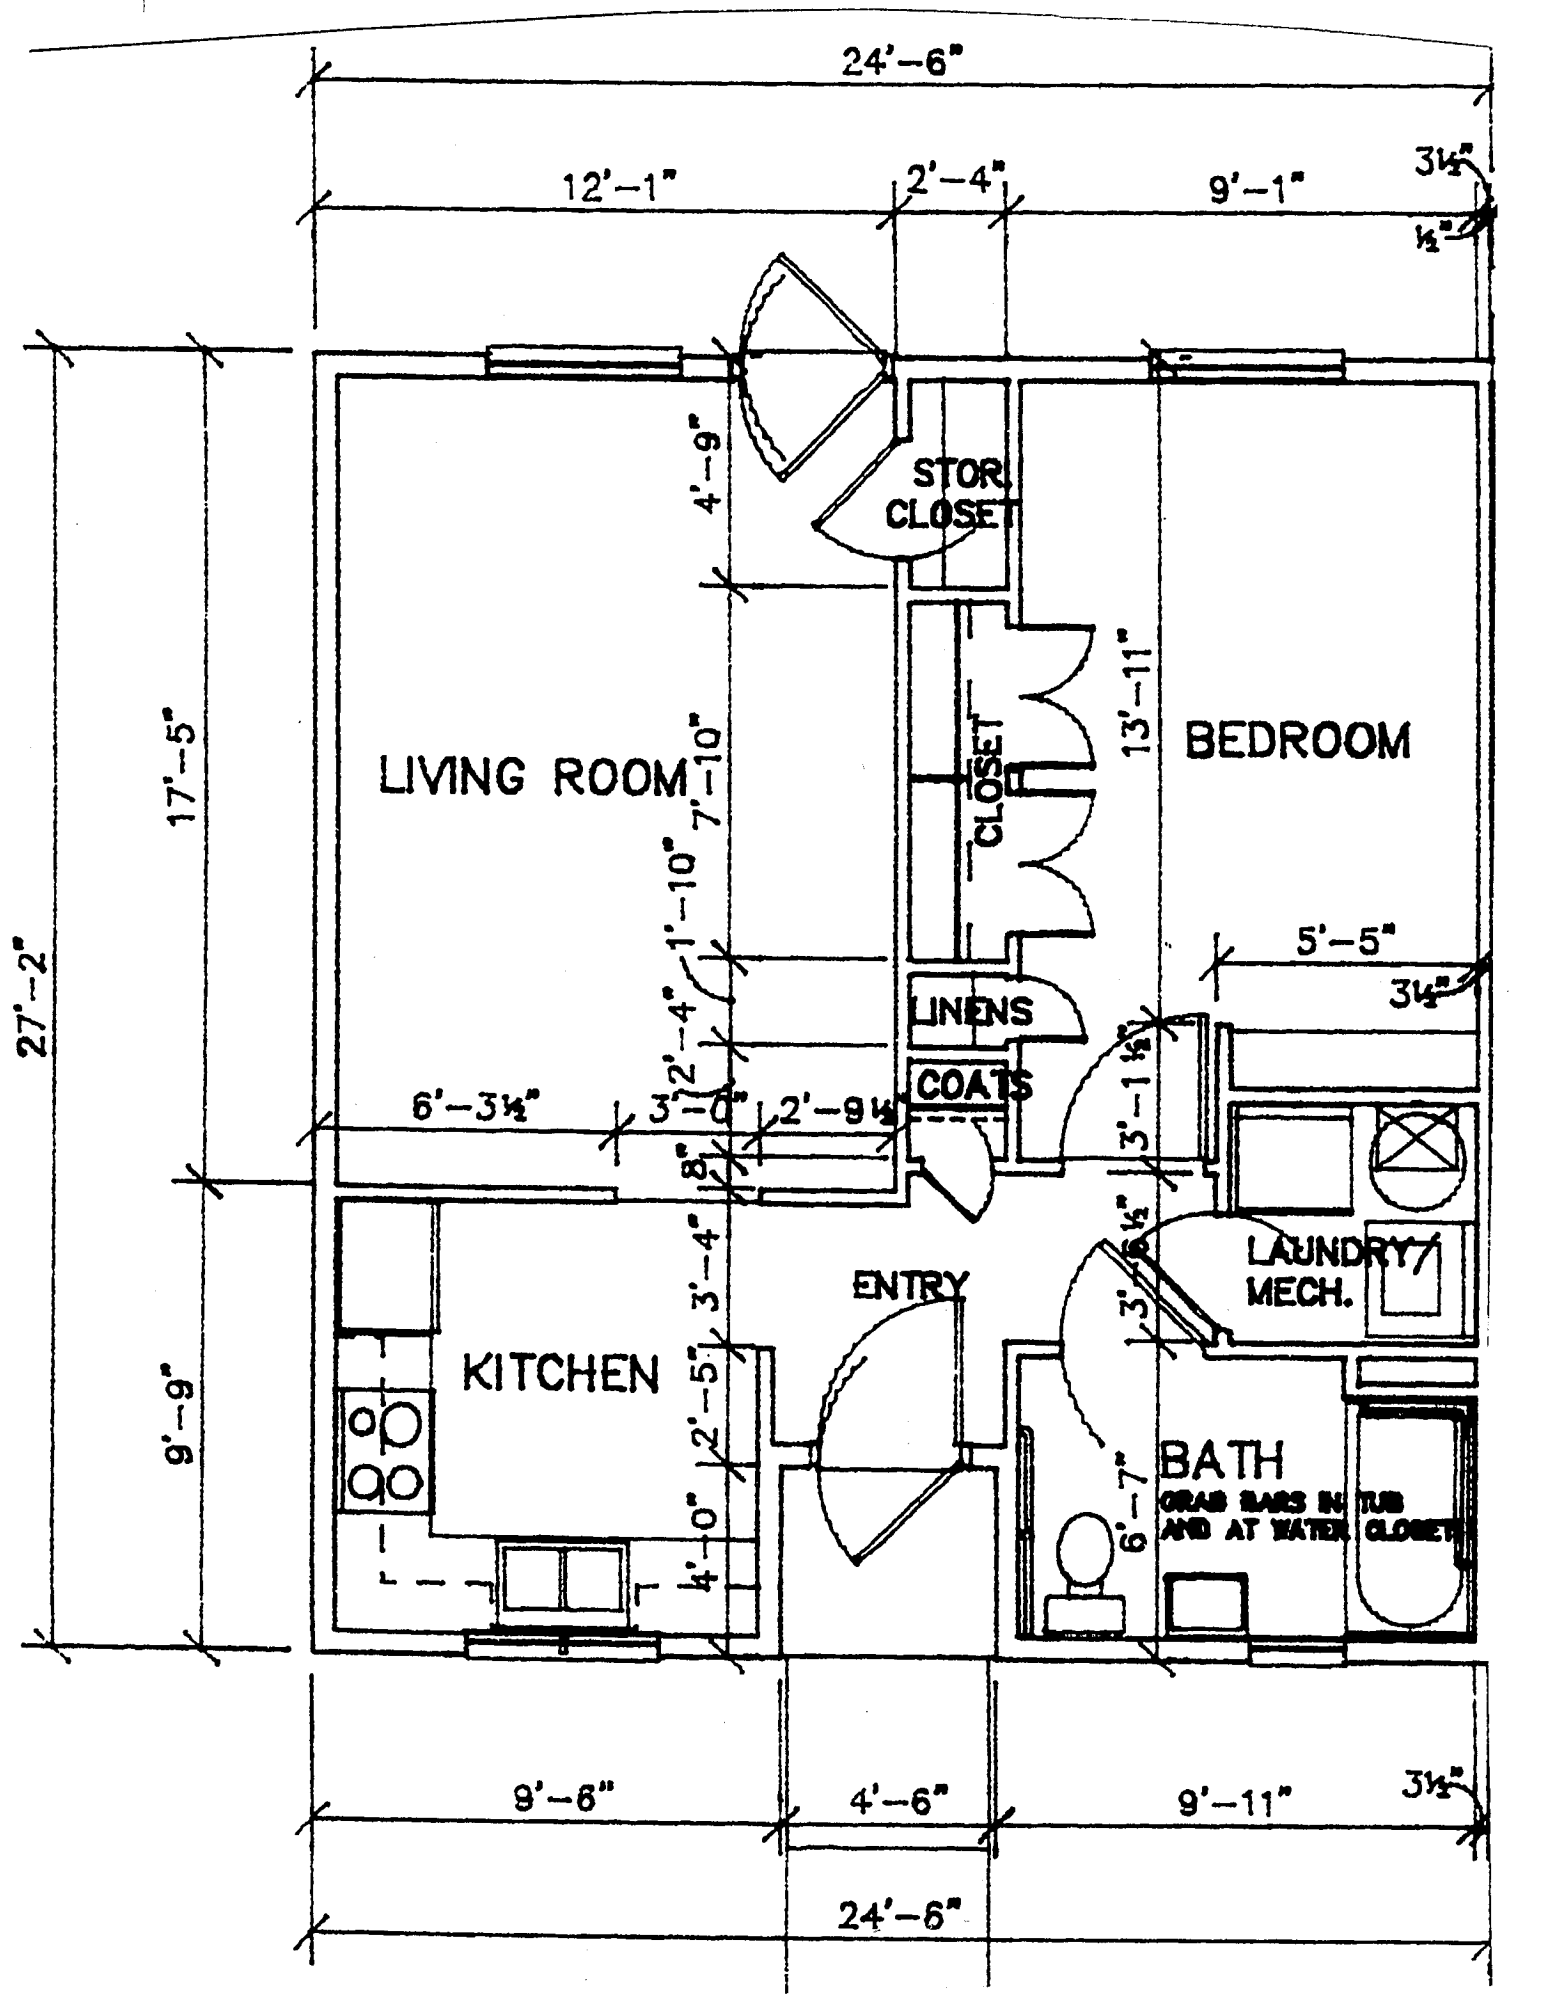 24'-6"
12'-1"
2'-4"
9'-1"
3½"
½"
4'-9"
STOR.
CLOSET
17'-5"
LIVING ROOM
7'-10"
CLOSET
13'-11"
BEDROOM
27'-2"
1'-10"
5'-5"
3½"
LINENS
2'-4"
COATS
3'-1½"
6'-3½"
3'-0"
2'-9½
8"
3'-4"
ENTRY
3'-6½"
LAUNDRY/
MECH.
KITCHEN
2'-5"
9'-9"
BATH
GRAB BARS IN TUB
AND AT WATER CLOSET
6'-7"
4'-0"
9'-6"
4'-6"
9'-11"
3½"
24'-6"